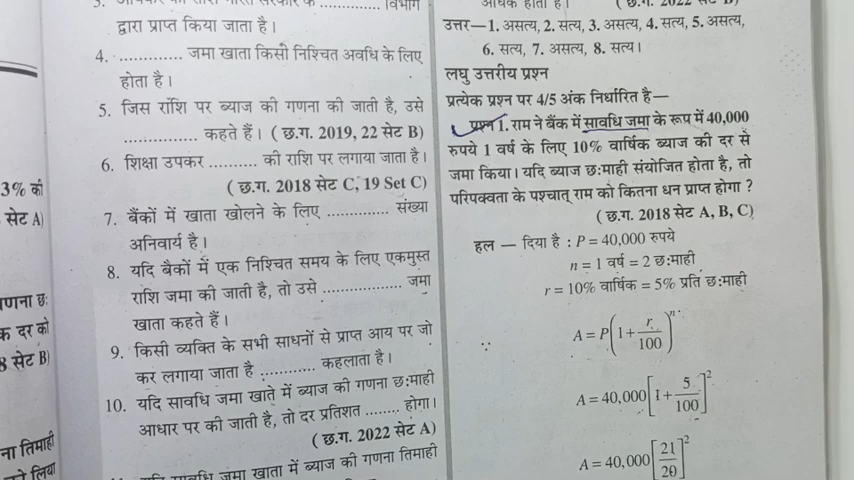 3% की
सेट A)
गणना छः
क दर को
8 सेट B)
ना तिमाही
लिया
द्वारा प्राप्त किया जाता है।
4. .............. जमा खाता किसी निश्चित अवधि के लिए
होता है।
5. जिस राशि पर ब्याज की गणना की जाती है, उसे
................ कहते हैं। ( छ.ग. 2019, 22 सेट B)
6. शिक्षा उपकर .......... की राशि पर लगाया जाता है।
( छ.ग. 2018 सेट C, 19 Set C)
7. बैंकों में खाता खोलने के लिए ............. संख्या
अनिवार्य है।
8. यदि बैकों में एक निश्चित समय के लिए एकमुस्त
राशि जमा की जाती है, तो उसे .................. जमा
खाता कहते हैं।
9. किसी व्यक्ति के सभी साधनों से प्राप्त आय पर जो
कर लगाया जाता है ............ कहलाता है।
10. यदि सावधि जमा खाते में ब्याज की गणना छ:माही
आधार पर की जाती है, तो दर प्रतिशत ........ होगा।
( छ.ग. 2022 सेट A)
जमा खाता में ब्याज की गणना तिमाही
उत्तर—1. असत्य, 2. सत्य, 3. असत्य, 4. सत्य, 5. असत्य,
6. सत्य, 7. असत्य, 8. सत्य।
लघु उत्तरीय प्रश्न
प्रत्येक प्रश्न पर 4/5 अंक निर्धारित है—
प्रश्न 1. राम ने बैंक में सावधि जमा के रूप में 40,000
रुपये 1 वर्ष के लिए 10% वार्षिक ब्याज की दर से
जमा किया। यदि ब्याज छ:माही संयोजित होता है, तो
परिपक्वता के पश्चात् राम को कितना धन प्राप्त होगा ?
( छ.ग. 2018 सेट A, B, C)
हल — दिया है : P = 40,000 रुपये
n = 1 वर्ष = 2 छ:माही
r = 10% वार्षिक = 5% प्रति छ:माही
∵ A = P(1 + r/100)^n
A = 40,000[1 + 5/100]^2
A = 40,000[21/20]^2